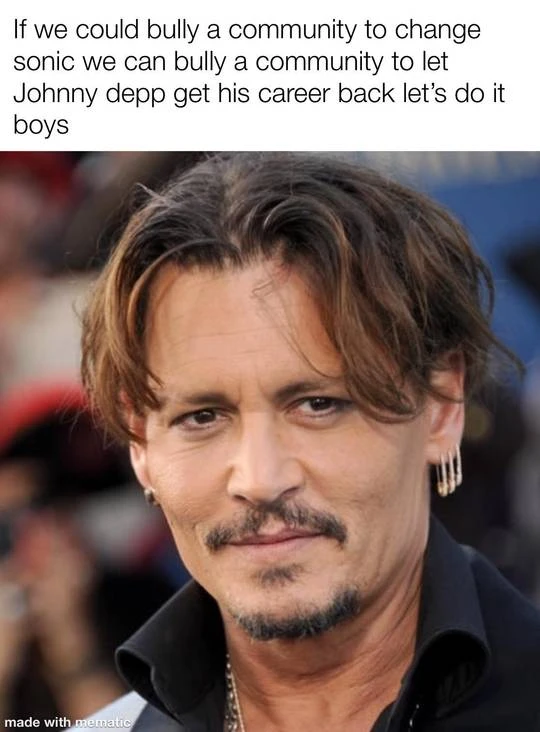 If we could bully a community to change
sonic we can bully a community to let
Johnny depp get his career back let’s do it
boys
made with mematic